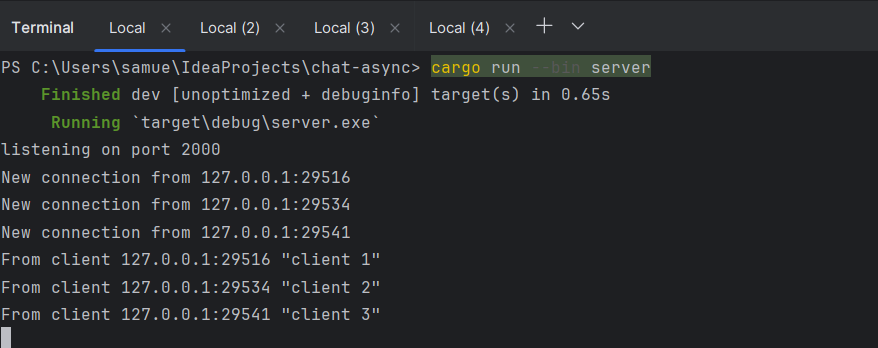 Terminal Local × Local (2) × Local (3) × Local (4) × +
PS C:\Users\samue\IdeaProjects\chat-async> cargo run --bin server
    Finished dev [unoptimized + debuginfo] target(s) in 0.65s
     Running `target\debug\server.exe`
listening on port 2000
New connection from 127.0.0.1:29516
New connection from 127.0.0.1:29534
New connection from 127.0.0.1:29541
From client 127.0.0.1:29516 "client 1"
From client 127.0.0.1:29534 "client 2"
From client 127.0.0.1:29541 "client 3"